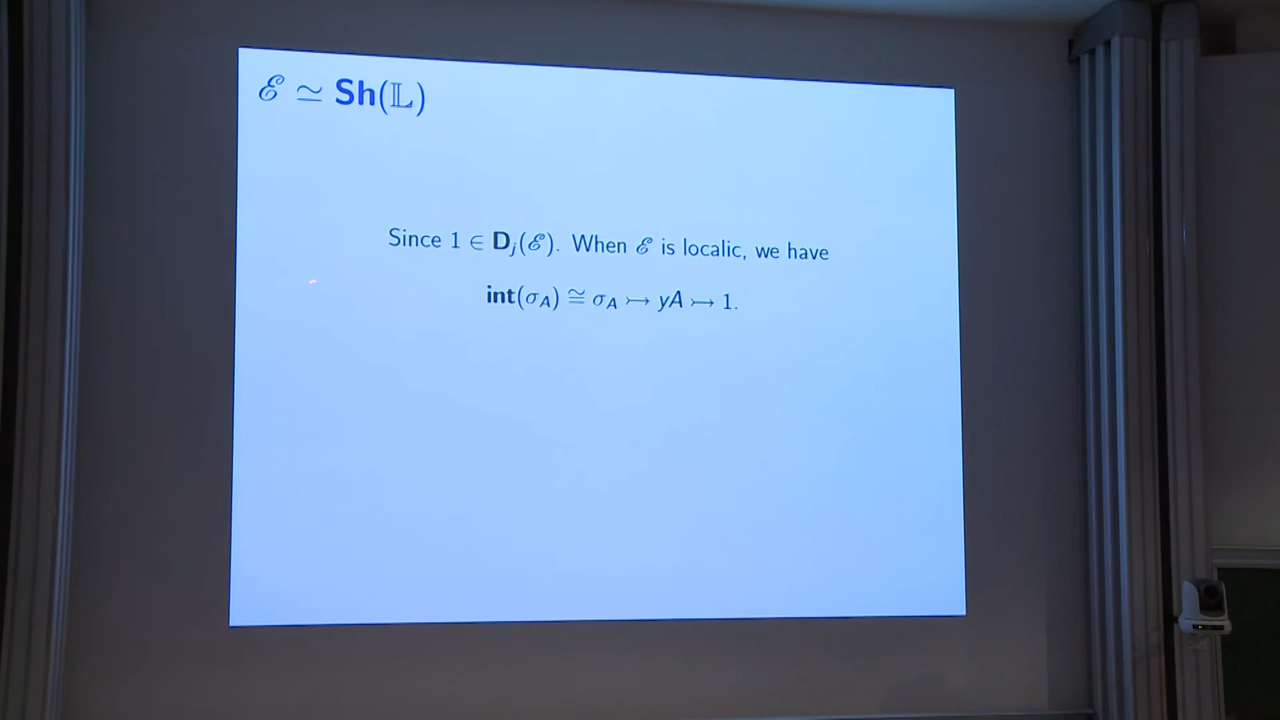 ℰ ≃ Sh(𝕃)
Since 1 ∈ D_j(ℰ). When ℰ is localic, we have
int(σ_A) ≅ σ_A ↣ yA ↣ 1.